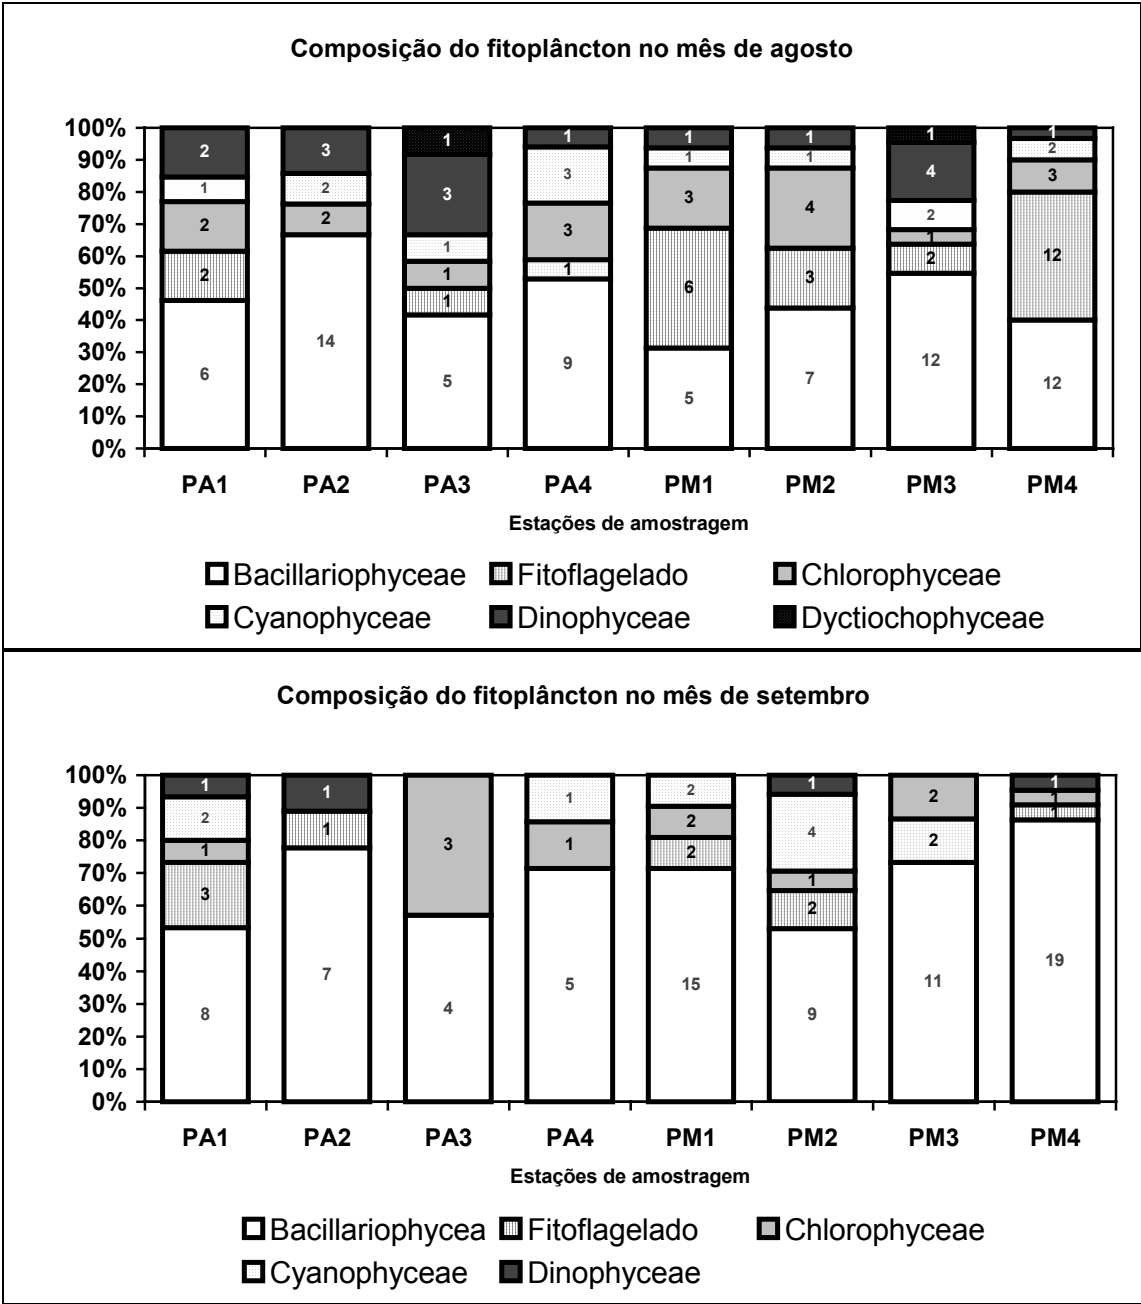 Composição do fitoplâncton no mês de agosto
100%
90%
80%
70%
60%
50%
40%
30%
20%
10%
0%
2 3 1 1 1 1 1 1
1 2 3 3 1 1 4 2
2 2 1 3 3 4 2 3
2 14 1 1 6 3 1 12
6 1 9 5 7 2 12
5 12
PA1 PA2 PA3 PA4 PM1 PM2 PM3 PM4
Estações de amostragem
Bacillariophyceae Fitoflagelado Chlorophyceae
Cyanophyceae Dinophyceae Dyctiochophyceae
Composição do fitoplâncton no mês de setembro
100%
90%
80%
70%
60%
50%
40%
30%
20%
10%
0%
1 1 3 1 2 1 2 1
2 1 4 1 2 4 2 1
1 7 5 2 1 11 1
3 15 2 19
8 9
PA1 PA2 PA3 PA4 PM1 PM2 PM3 PM4
Estações de amostragem
Bacillariophycea Fitoflagelado Chlorophyceae
Cyanophyceae Dinophyceae